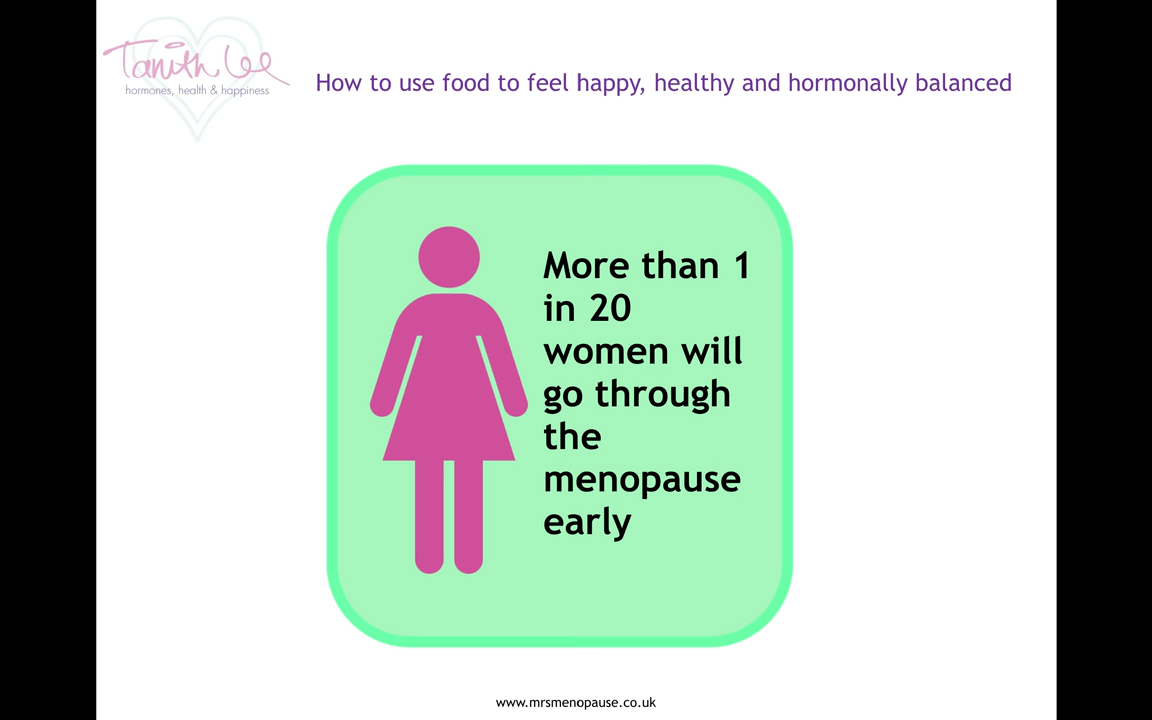 Tanith Lee
hormones, health & happiness
How to use food to feel happy, healthy and hormonally balanced
More than 1
in 20
women will
go through
the
menopause
early
www.mrsmenopause.co.uk